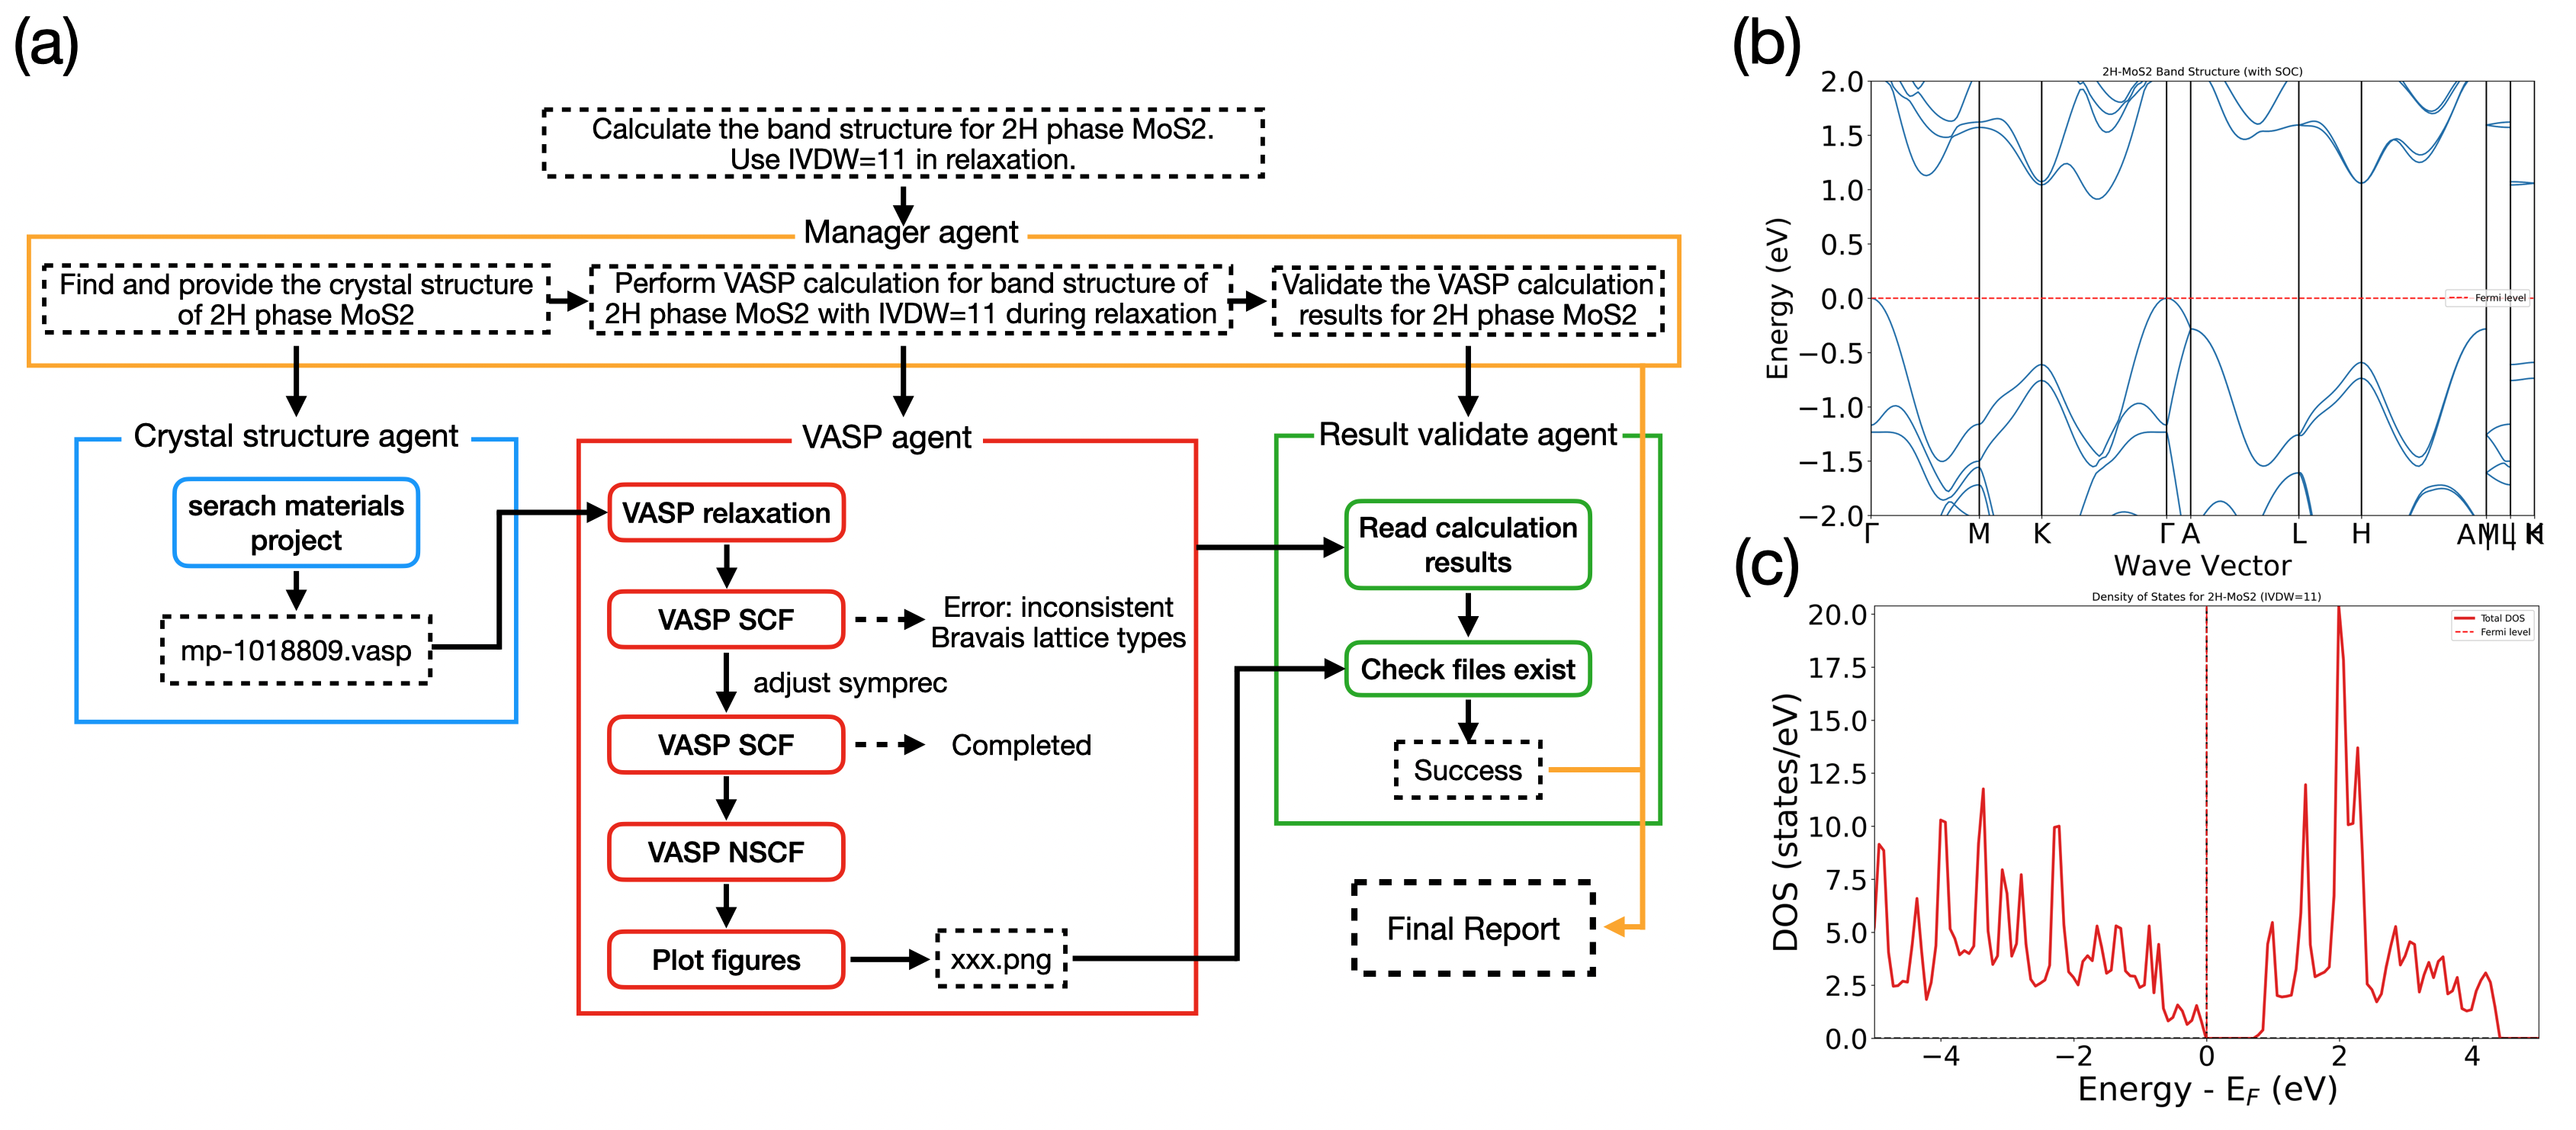 (a)
Calculate the band structure for 2H phase MoS2.
Use IVDW=11 in relaxation.
Manager agent
Find and provide the crystal structure
of 2H phase MoS2
Perform VASP calculation for band structure of
2H phase MoS2 with IVDW=11 during relaxation
Validate the VASP calculation
results for 2H phase MoS2
Crystal structure agent
serach materials
project
mp-1018809.vasp
VASP agent
VASP relaxation
VASP SCF
Error: inconsistent
Bravais lattice types
adjust symprec
VASP SCF
Completed
VASP NSCF
Plot figures
xxx.png
Result validate agent
Read calculation
results
Check files exist
Success
Final Report
(b)
2H-MoS2 Band Structure (with SOC)
Energy (eV)
2.0
1.5
1.0
0.5
0.0
−0.5
−1.0
−1.5
−2.0
Fermi level
Γ M K Γ A L H A M|L L|H K
Wave Vector
(c)
Density of States for 2H-MoS2 (IVDW=11)
DOS (states/eV)
20.0
17.5
15.0
12.5
10.0
7.5
5.0
2.5
0.0
Total DOS
Fermi level
−4 −2 0 2 4
Energy - E_F (eV)